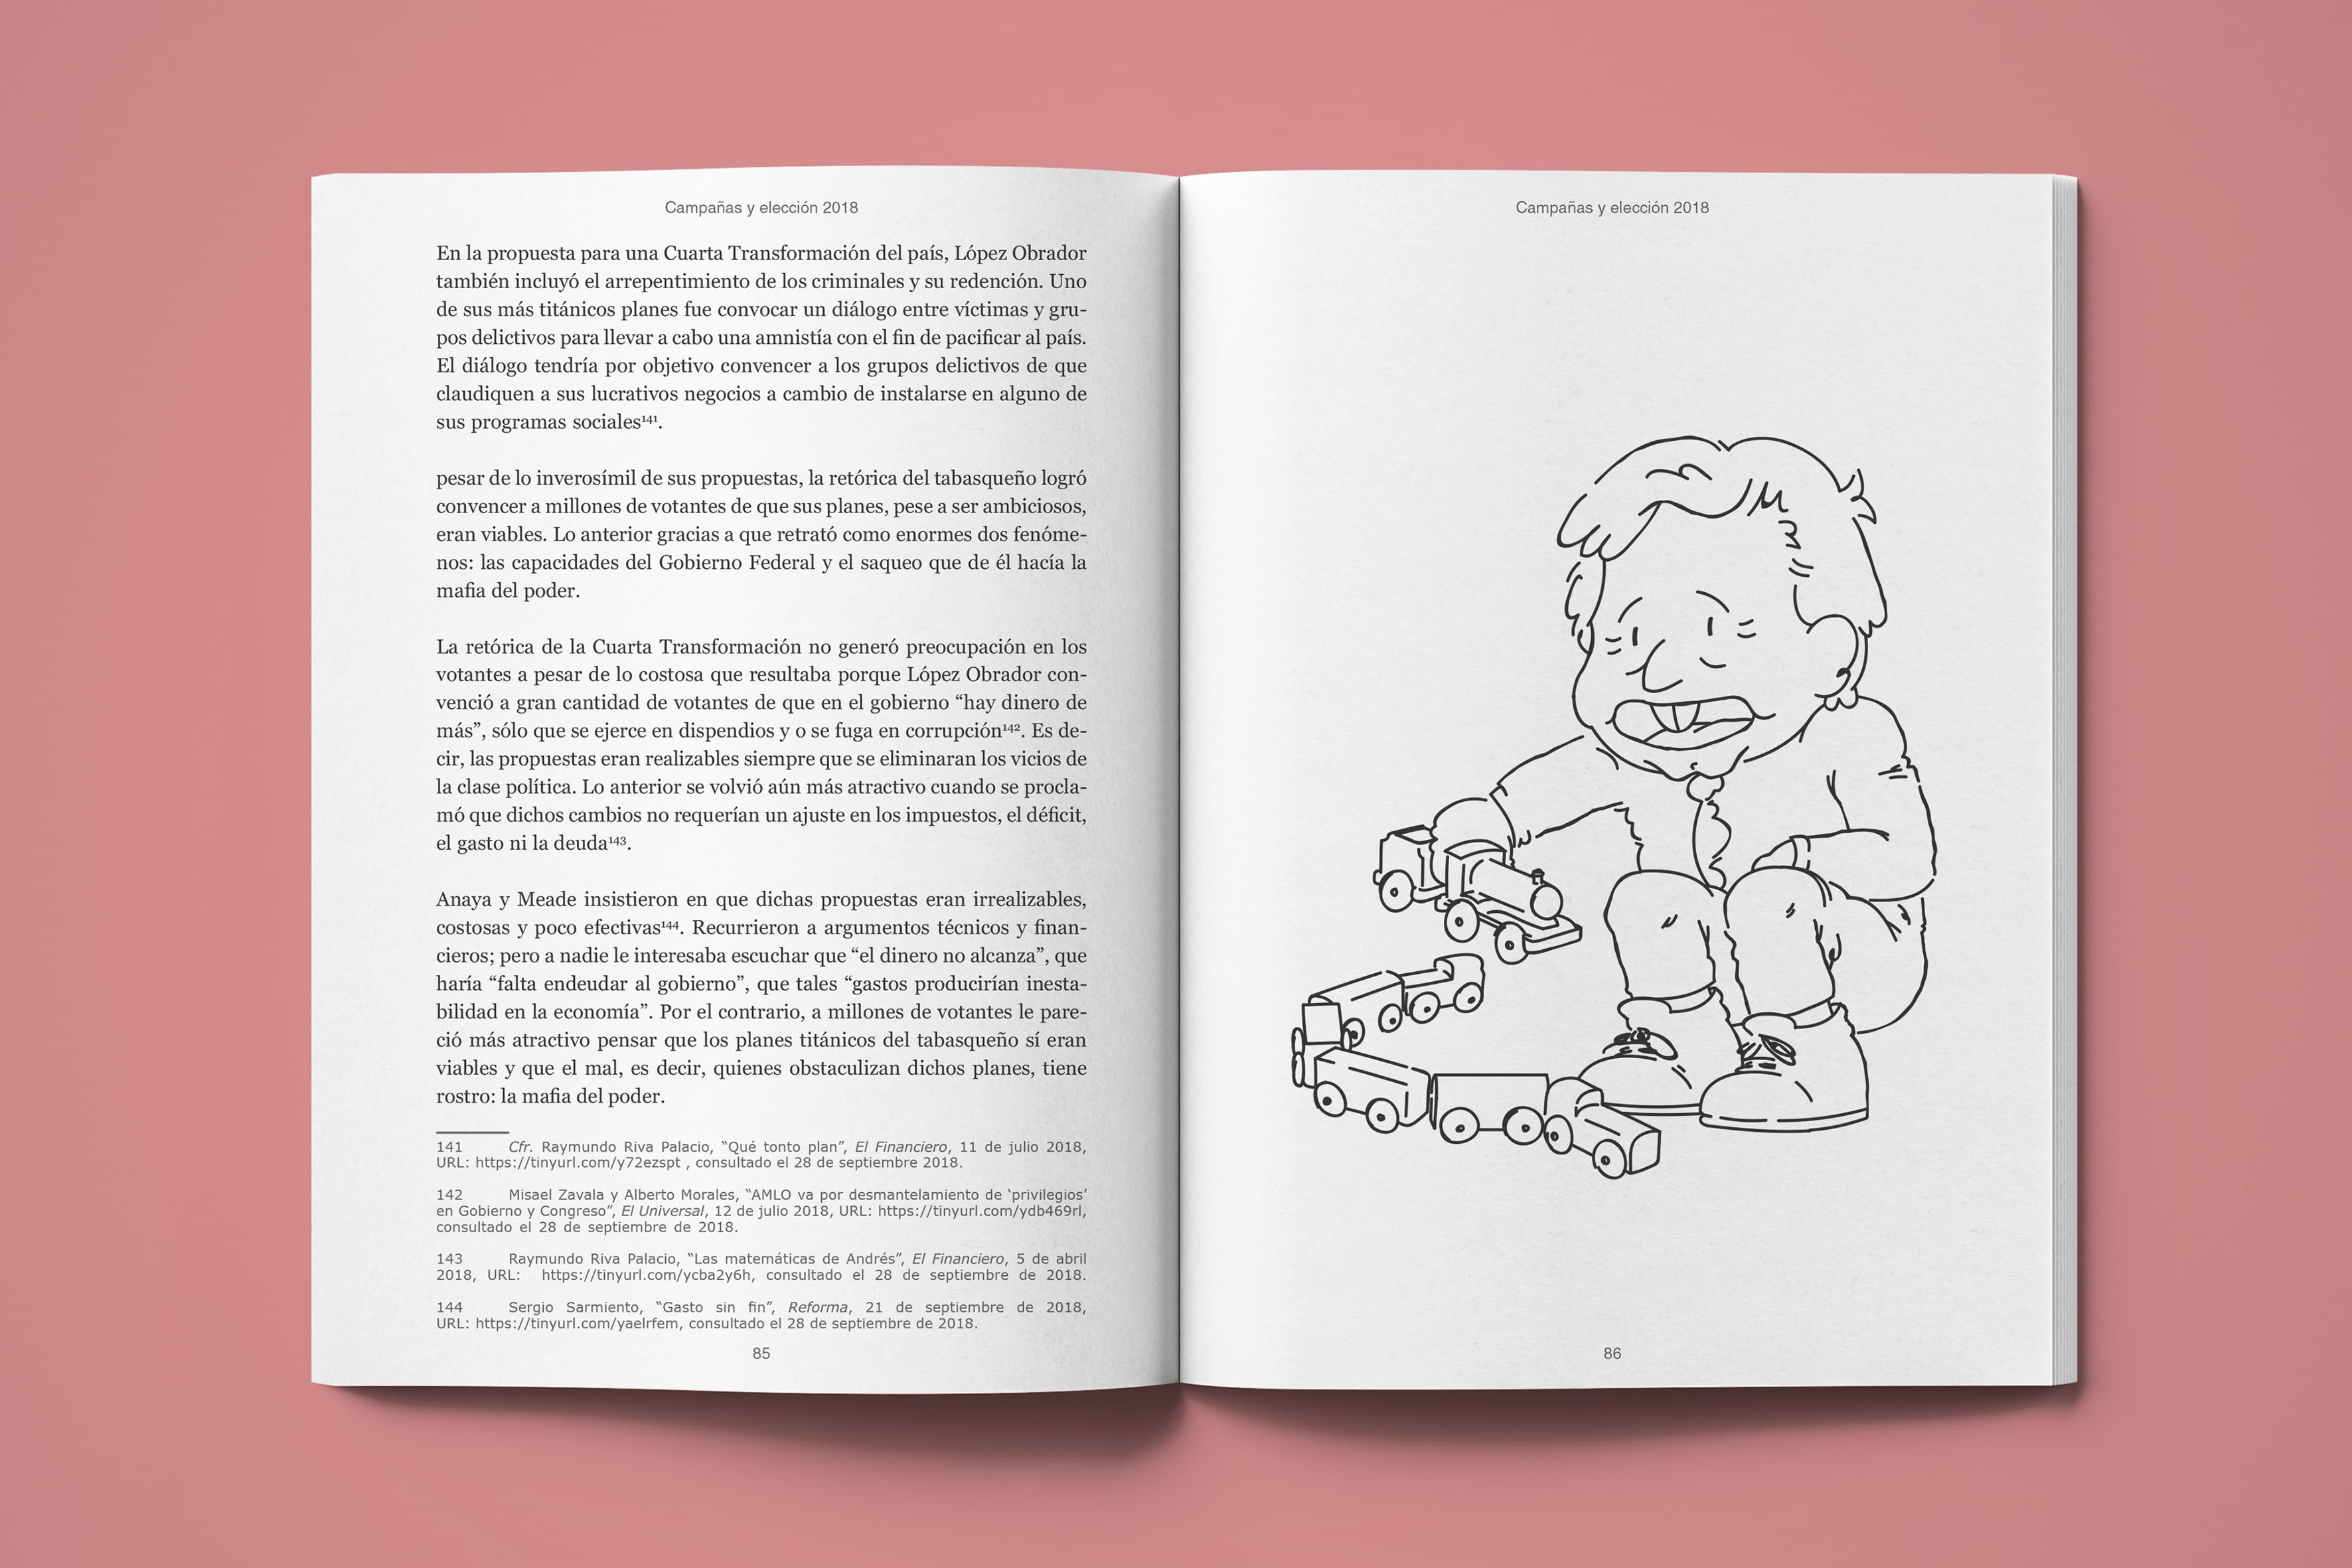 Campañas y elección 2018
En la propuesta para una Cuarta Transformación del país, López Obrador
también incluyó el arrepentimiento de los criminales y su redención. Uno
de sus más titánicos planes fue convocar un diálogo entre víctimas y gru-
pos delictivos para llevar a cabo una amnistía con el fin de pacificar al país.
El diálogo tendría por objetivo convencer a los grupos delictivos de que
claudiquen a sus lucrativos negocios a cambio de instalarse en alguno de
sus programas sociales¹⁴¹.
pesar de lo inverosímil de sus propuestas, la retórica del tabasqueño logró
convencer a millones de votantes de que sus planes, pese a ser ambiciosos,
eran viables. Lo anterior gracias a que retrató como enormes dos fenóme-
nos: las capacidades del Gobierno Federal y el saqueo que de él hacía la
mafia del poder.
La retórica de la Cuarta Transformación no generó preocupación en los
votantes a pesar de lo costosa que resultaba porque López Obrador con-
venció a gran cantidad de votantes de que en el gobierno “hay dinero de
más”, sólo que se ejerce en dispendios y o se fuga en corrupción¹⁴². Es de-
cir, las propuestas eran realizables siempre que se eliminaran los vicios de
la clase política. Lo anterior se volvió aún más atractivo cuando se procla-
mó que dichos cambios no requerían un ajuste en los impuestos, el déficit,
el gasto ni la deuda¹⁴³.
Anaya y Meade insistieron en que dichas propuestas eran irrealizables,
costosas y poco efectivas¹⁴⁴. Recurrieron a argumentos técnicos y finan-
cieros; pero a nadie le interesaba escuchar que “el dinero no alcanza”, que
haría “falta endeudar al gobierno”, que tales “gastos producirían inesta-
bilidad en la economía”. Por el contrario, a millones de votantes le pare-
ció más atractivo pensar que los planes titánicos del tabasqueño sí eran
viables y que el mal, es decir, quienes obstaculizan dichos planes, tiene
rostro: la mafia del poder.
141 Cfr. Raymundo Riva Palacio, “Qué tonto plan”, El Financiero, 11 de julio 2018,
URL: https://tinyurl.com/y72ezspt , consultado el 28 de septiembre 2018.
142 Misael Zavala y Alberto Morales, “AMLO va por desmantelamiento de ‘privilegios’
en Gobierno y Congreso”, El Universal, 12 de julio 2018, URL: https://tinyurl.com/ydb469rl,
consultado el 28 de septiembre de 2018.
143 Raymundo Riva Palacio, “Las matemáticas de Andrés”, El Financiero, 5 de abril
2018, URL: https://tinyurl.com/ycba2y6h, consultado el 28 de septiembre de 2018.
144 Sergio Sarmiento, “Gasto sin fin”, Reforma, 21 de septiembre de 2018,
URL: https://tinyurl.com/yaelrfem, consultado el 28 de septiembre de 2018.
85
Campañas y elección 2018
86